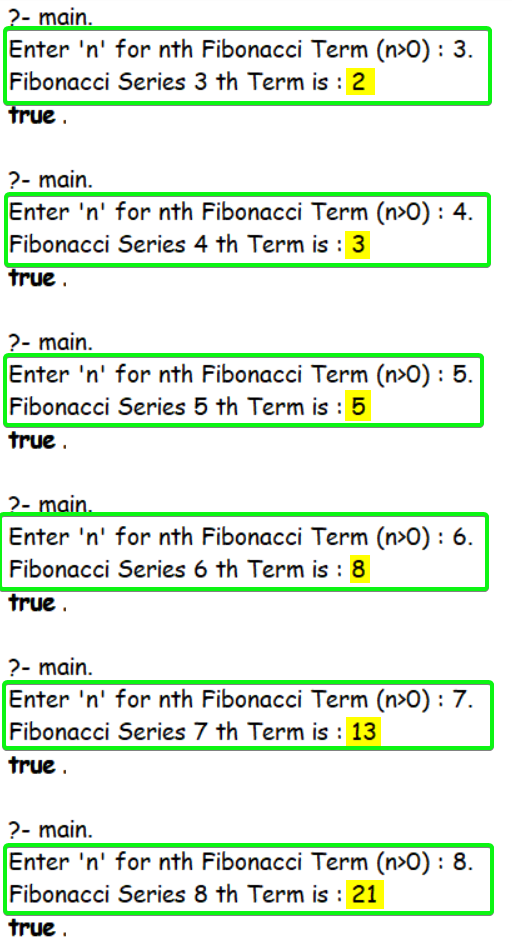 ?- main.
Enter 'n' for nth Fibonacci Term (n>0) : 3.
Fibonacci Series 3 th Term is : 2
true .
?- main.
Enter 'n' for nth Fibonacci Term (n>0) : 4.
Fibonacci Series 4 th Term is : 3
true .
?- main.
Enter 'n' for nth Fibonacci Term (n>0) : 5.
Fibonacci Series 5 th Term is : 5
true .
?- main.
Enter 'n' for nth Fibonacci Term (n>0) : 6.
Fibonacci Series 6 th Term is : 8
true .
?- main.
Enter 'n' for nth Fibonacci Term (n>0) : 7.
Fibonacci Series 7 th Term is : 13
true .
?- main.
Enter 'n' for nth Fibonacci Term (n>0) : 8.
Fibonacci Series 8 th Term is : 21
true .